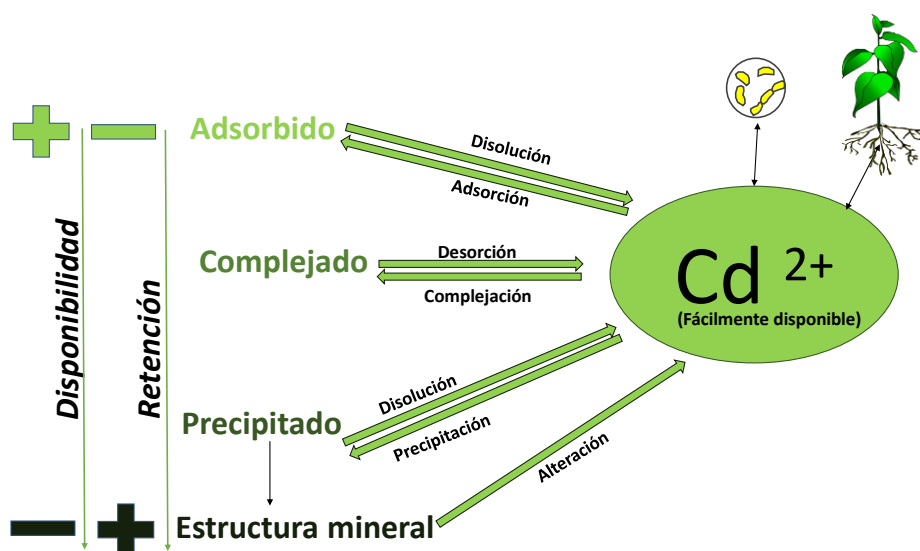 Adsorbido
Disolución
Adsorción
Complejado
Desorción
Complejación
Cd 2+
(Fácilmente disponible)
Disponibilidad
Retención
Precipitado
Disolución
Precipitación
Alteración
Estructura mineral